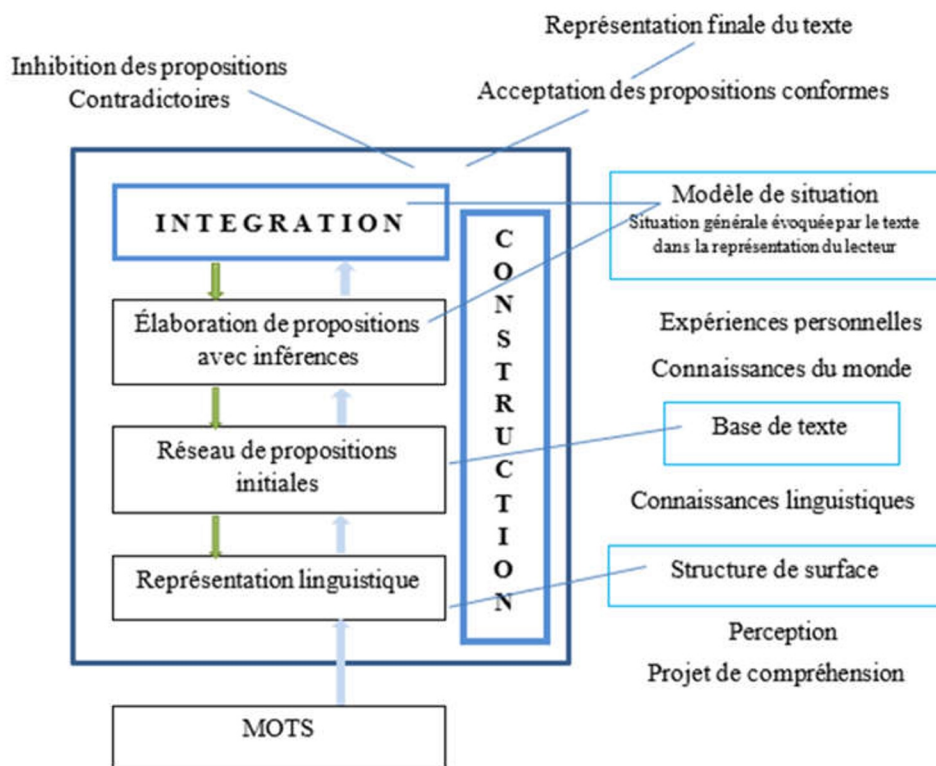 Représentation finale du texte
Inhibition des propositions
Contradictoires
Acceptation des propositions conformes
INTEGRATION
CONSTRUCTION
Modèle de situation
Situation générale évoquée par le texte
dans la représentation du lecteur
Élaboration de propositions
avec inférences
Expériences personnelles
Connaissances du monde
Réseau de propositions
initiales
Base de texte
Connaissances linguistiques
Représentation linguistique
Structure de surface
Perception
Projet de compréhension
MOTS